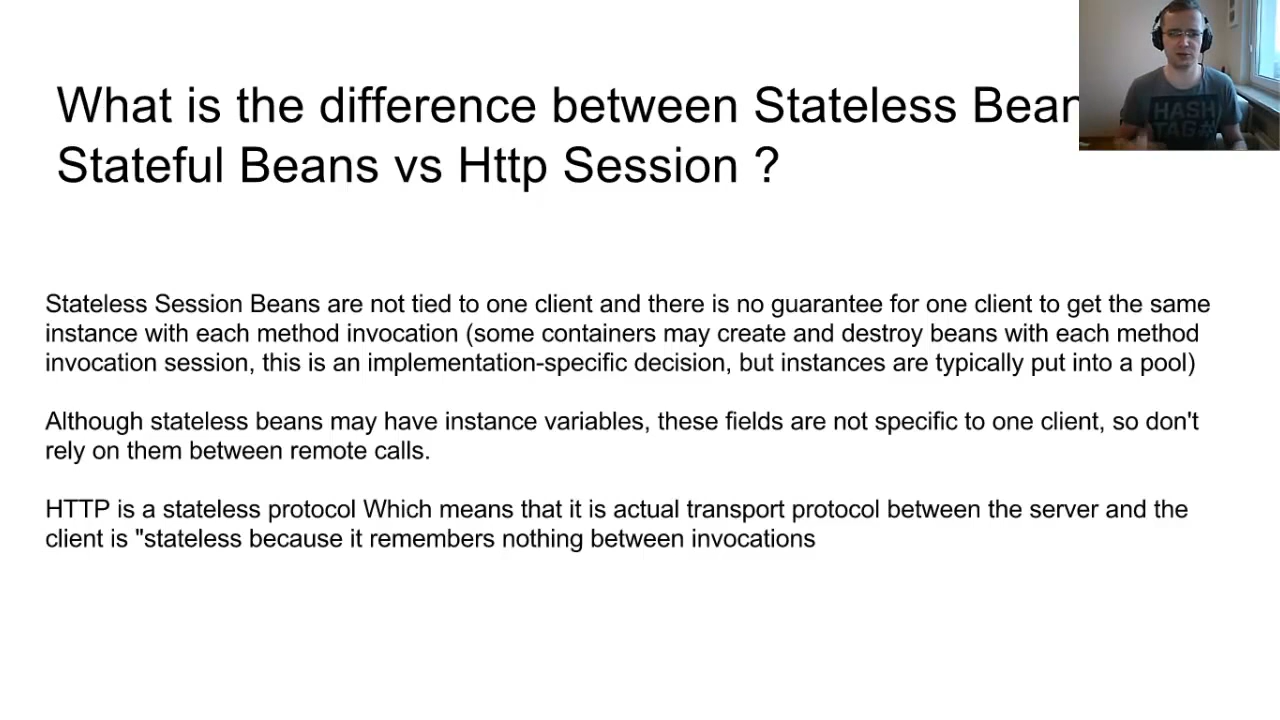 What is the difference between Stateless Bean
Stateful Beans vs Http Session ?
HASH
TAG#
Stateless Session Beans are not tied to one client and there is no guarantee for one client to get the same
instance with each method invocation (some containers may create and destroy beans with each method
invocation session, this is an implementation-specific decision, but instances are typically put into a pool)
Although stateless beans may have instance variables, these fields are not specific to one client, so don't
rely on them between remote calls.
HTTP is a stateless protocol Which means that it is actual transport protocol between the server and the
client is "stateless because it remembers nothing between invocations